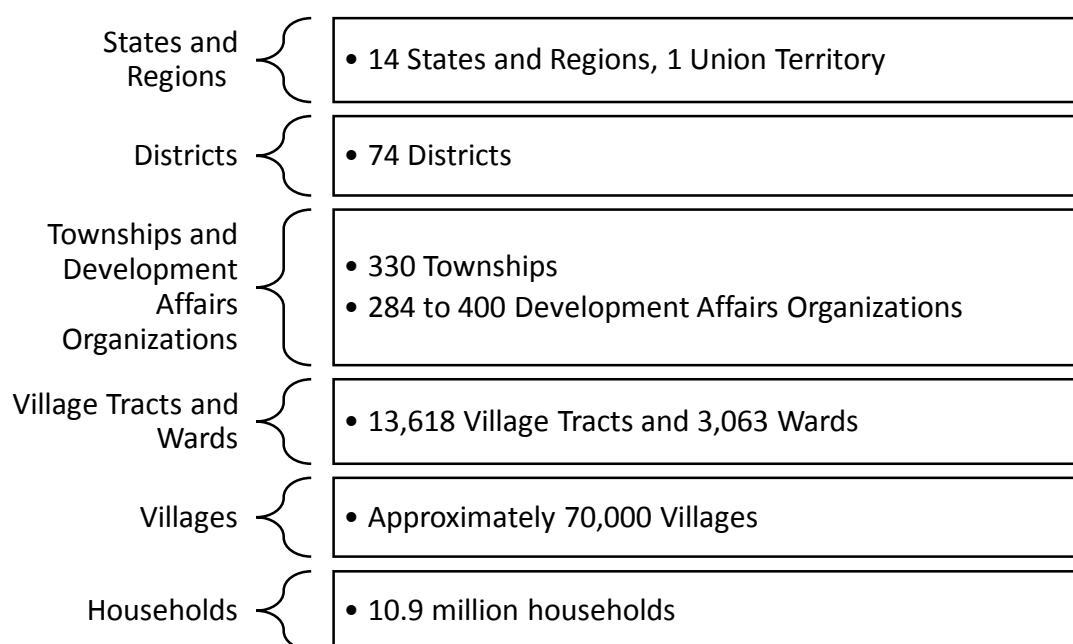 States and
Regions
• 14 States and Regions, 1 Union Territory
Districts
• 74 Districts
Townships and
Development
Affairs
Organizations
• 330 Townships
• 284 to 400 Development Affairs Organizations
Village Tracts and
Wards
• 13,618 Village Tracts and 3,063 Wards
Villages
• Approximately 70,000 Villages
Households
• 10.9 million households